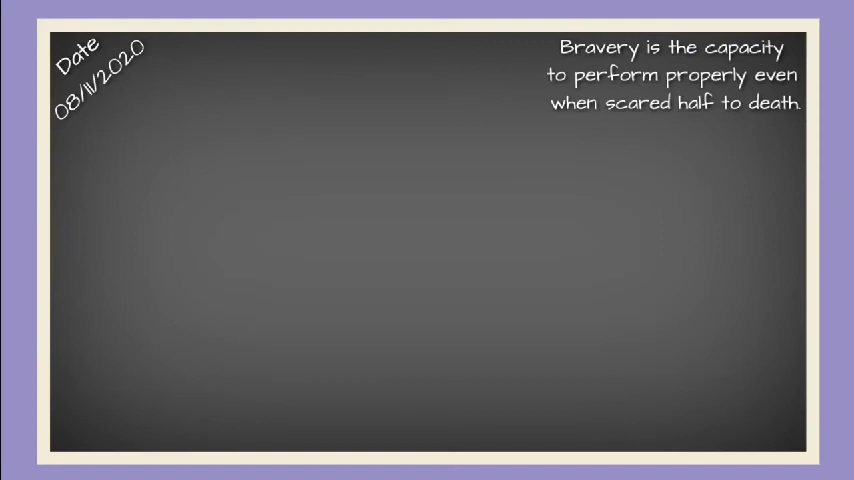 Date
08/11/2020
Bravery is the capacity
to perform properly even
when scared half to death.